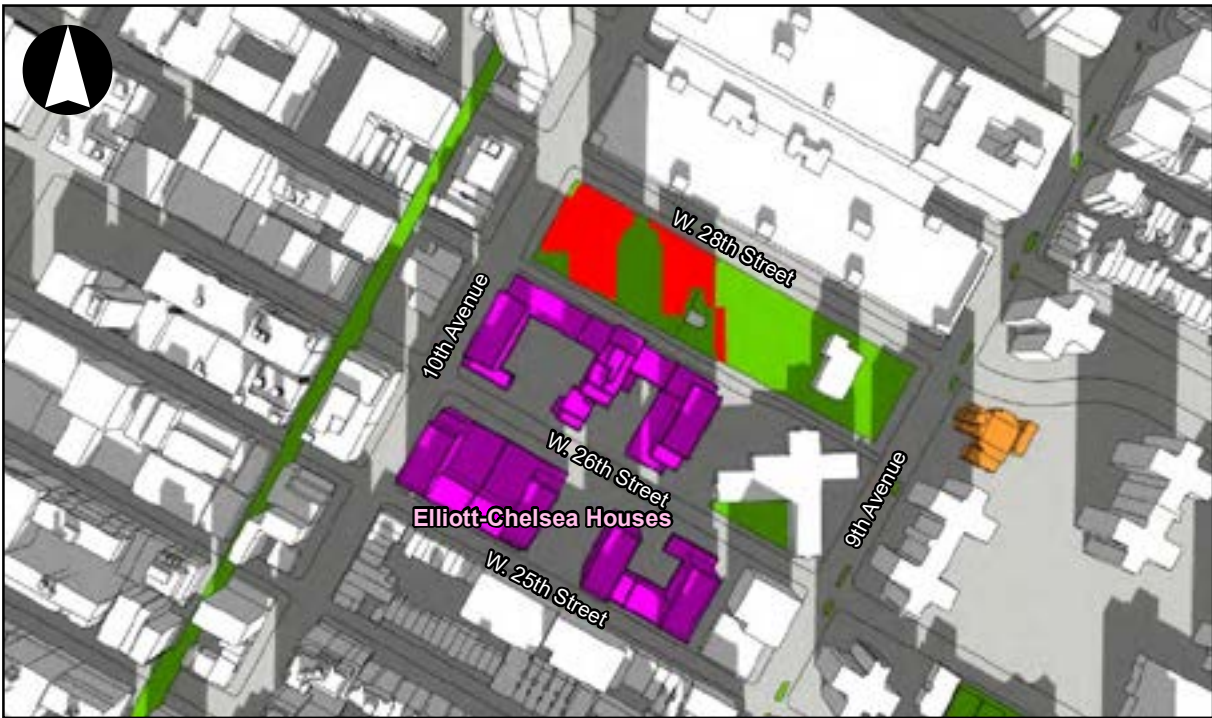 W. 28th Street
10th Avenue
W. 26th Street
9th Avenue
Elliott-Chelsea Houses
W. 25th Street